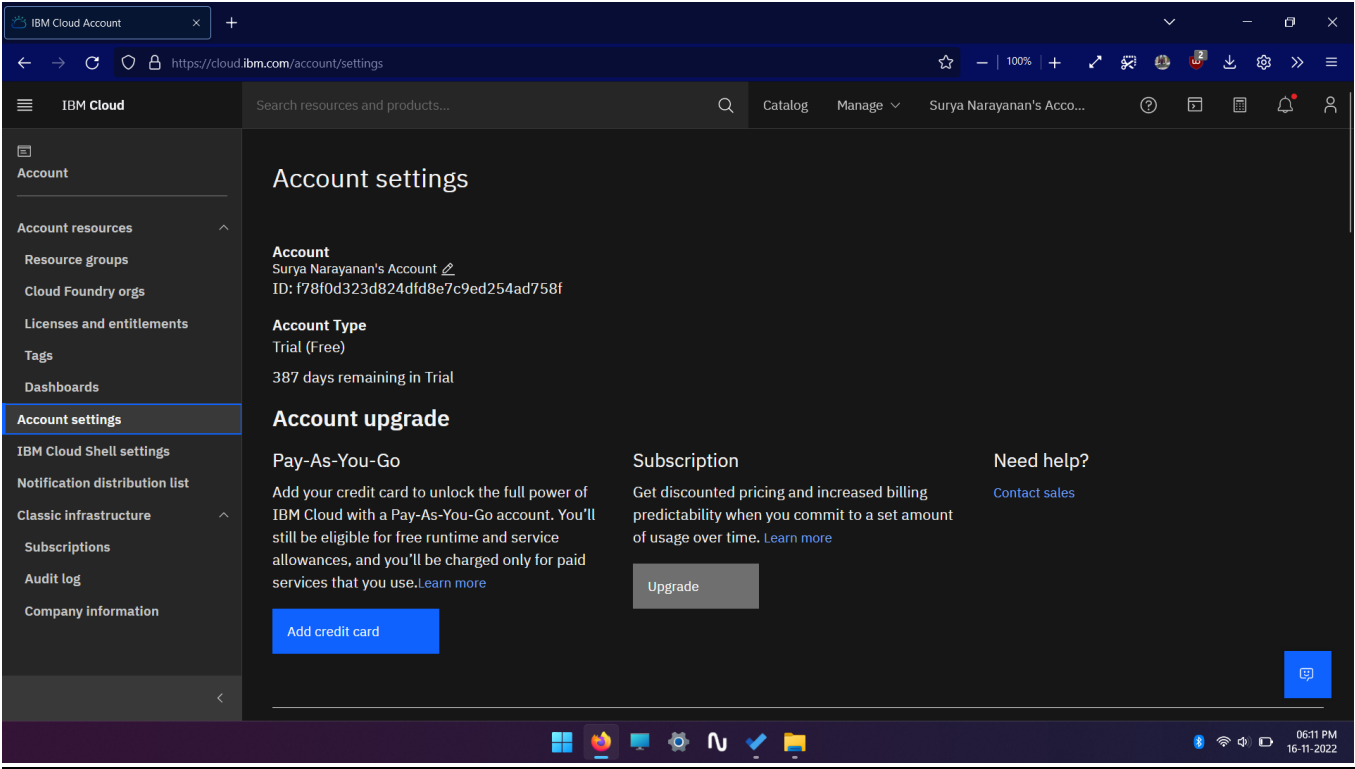 IBM Cloud Account
https://cloud.ibm.com/account/settings
100%
2
IBM Cloud
Search resources and products...
Catalog
Manage
Surya Narayanan's Acco...
Account
Account resources
Resource groups
Cloud Foundry orgs
Licenses and entitlements
Tags
Dashboards
Account settings
IBM Cloud Shell settings
Notification distribution list
Classic infrastructure
Subscriptions
Audit log
Company information
Account settings
Account
Surya Narayanan's Account
ID: f78f0d323d824dfd8e7c9ed254ad758f
Account Type
Trial (Free)
387 days remaining in Trial
Account upgrade
Pay-As-You-Go
Add your credit card to unlock the full power of
IBM Cloud with a Pay-As-You-Go account. You’ll
still be eligible for free runtime and service
allowances, and you’ll be charged only for paid
services that you use.Learn more
Add credit card
Subscription
Get discounted pricing and increased billing
predictability when you commit to a set amount
of usage over time. Learn more
Upgrade
Need help?
Contact sales
06:11 PM
16-11-2022